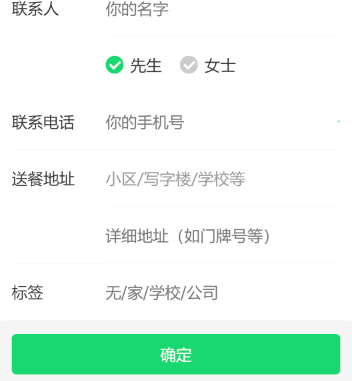 联系人 你的名字
先生 女士
联系电话 你的手机号
送餐地址 小区/写字楼/学校等
详细地址（如门牌号等）
标签 无/家/学校/公司
确定